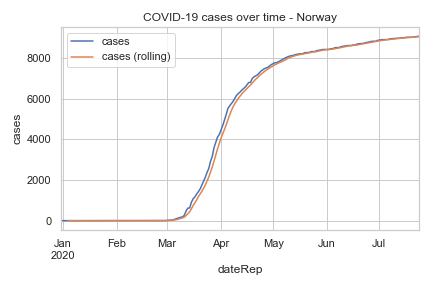 COVID-19 cases over time - Norway
cases
cases (rolling)
8000
6000
4000
2000
0
cases
Jan Feb Mar Apr May Jun Jul
2020
dateRep